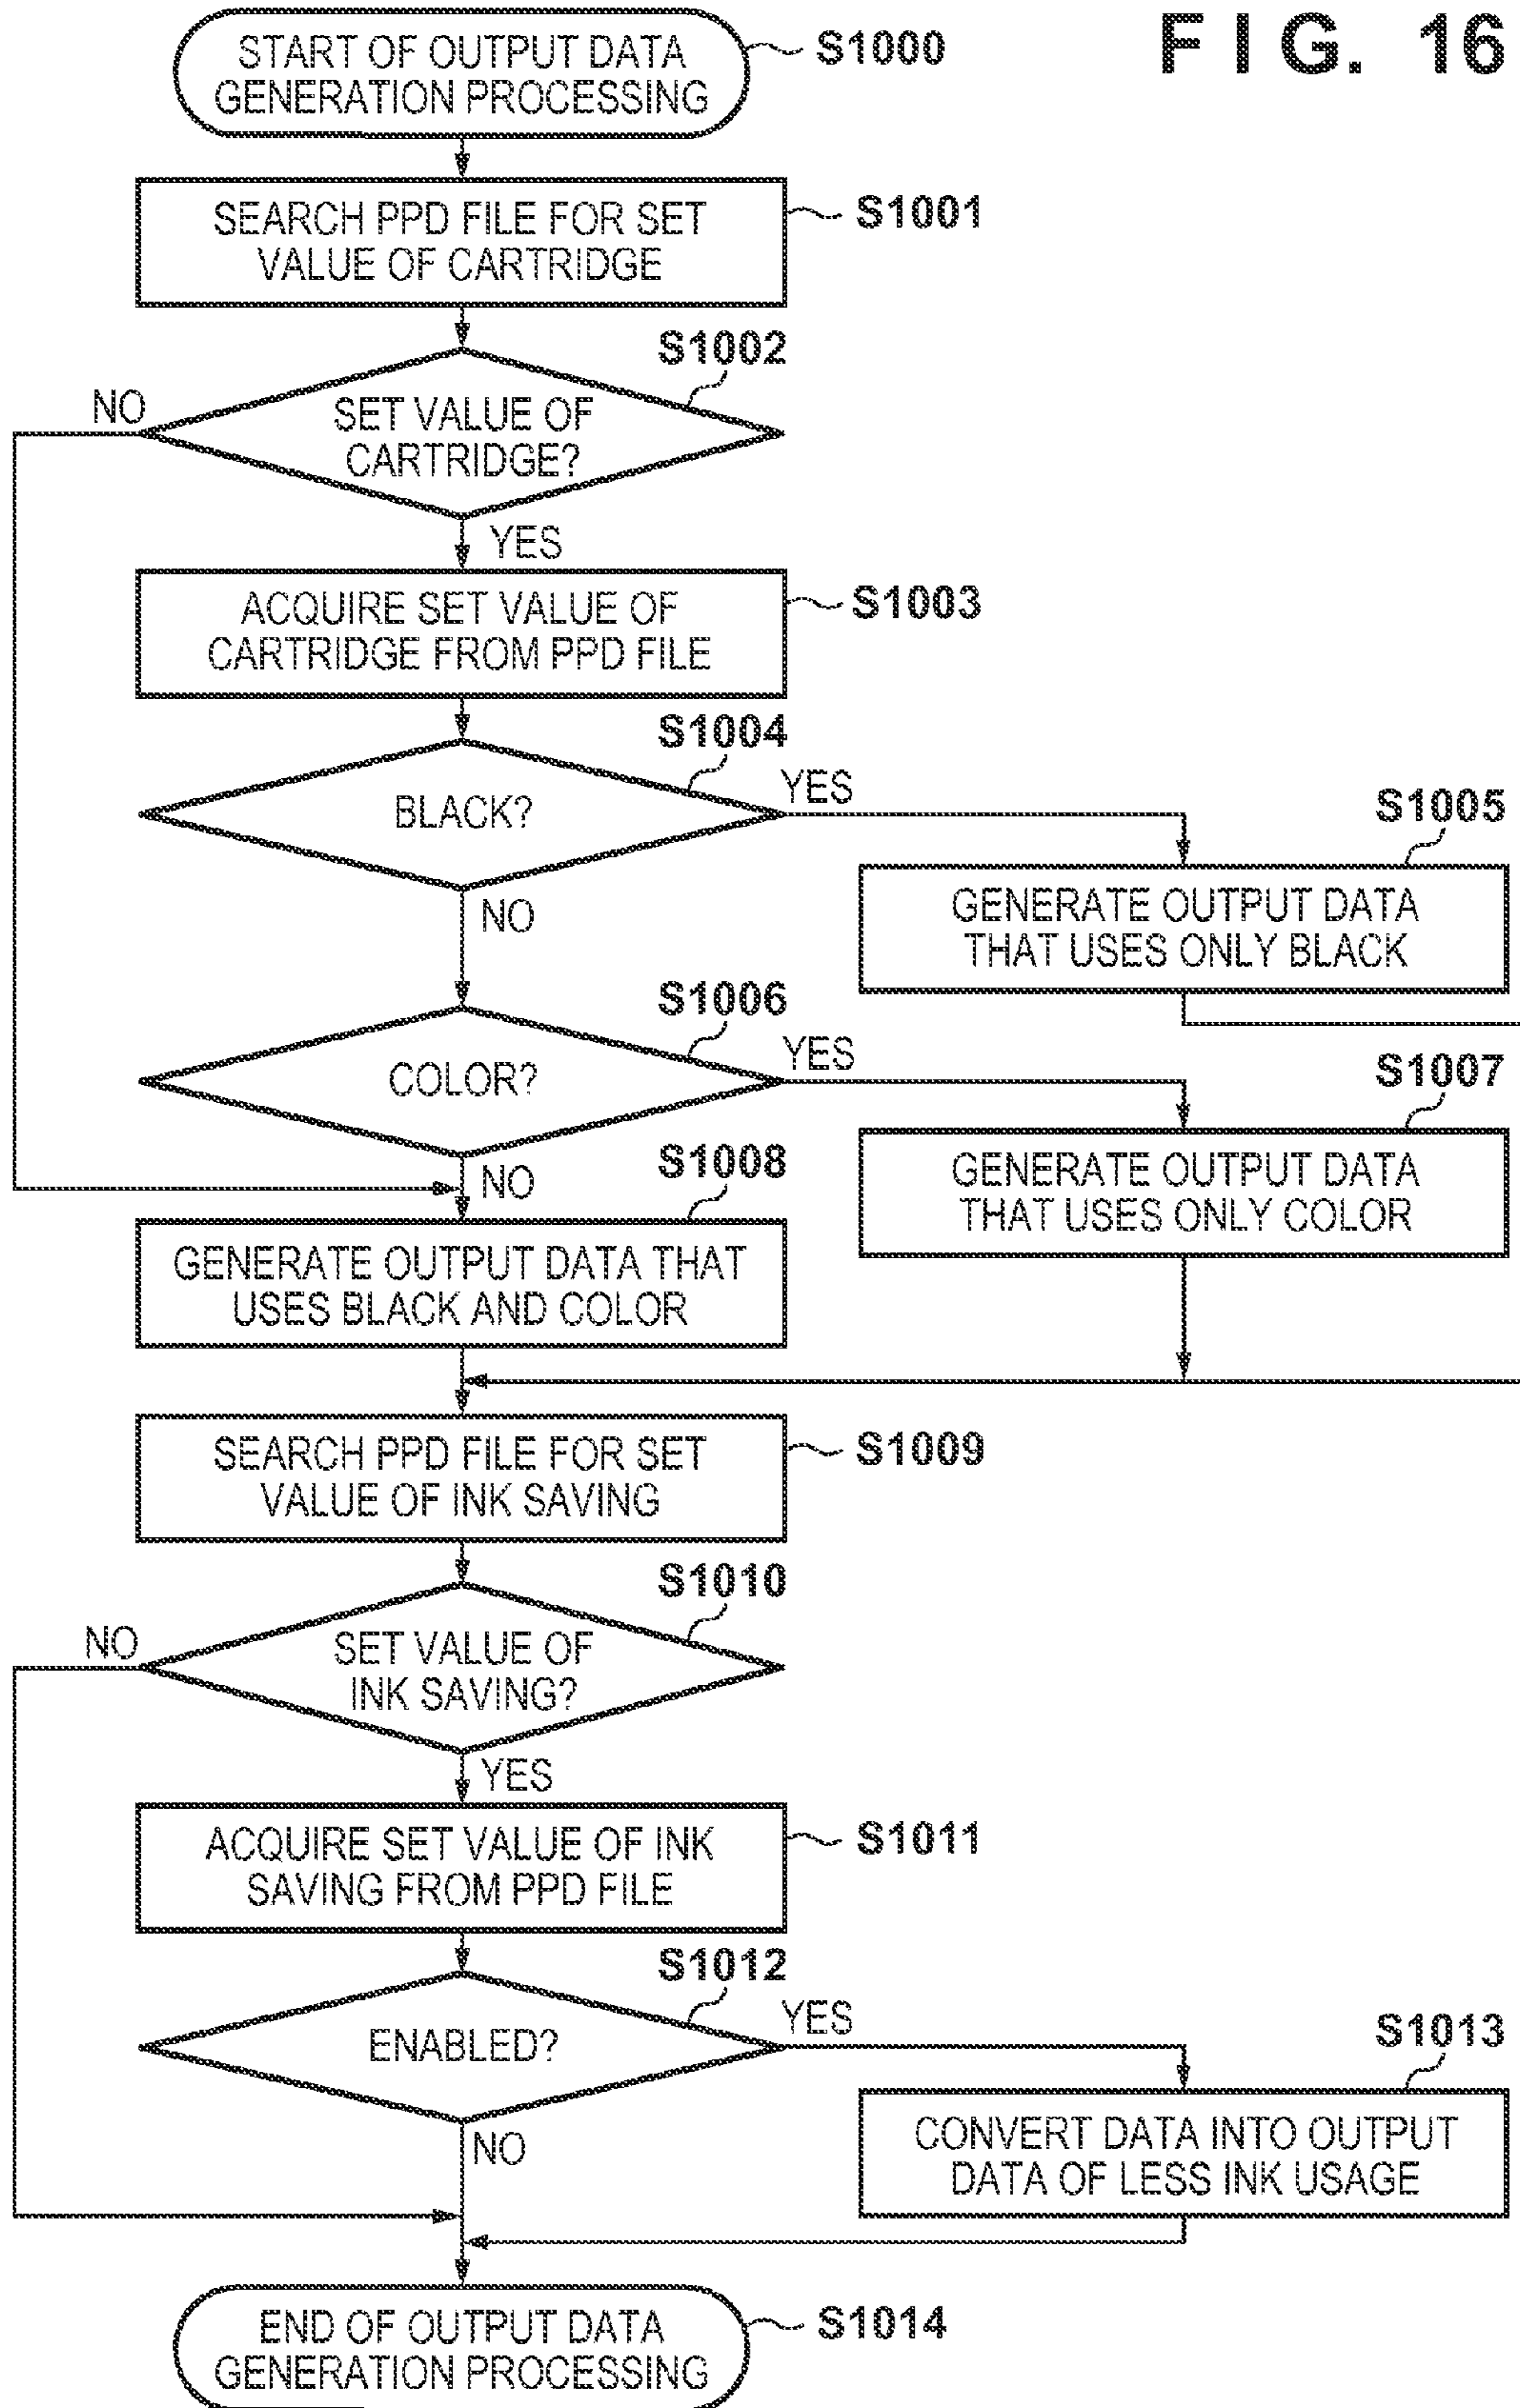 FIG. 16
START OF OUTPUT DATA
GENERATION PROCESSING
S1000
SEARCH PPD FILE FOR SET
VALUE OF CARTRIDGE
S1001
S1002
NO
SET VALUE OF
CARTRIDGE?
YES
ACQUIRE SET VALUE OF
CARTRIDGE FROM PPD FILE
S1003
S1004
BLACK?
YES
NO
S1005
GENERATE OUTPUT DATA
THAT USES ONLY BLACK
S1006
COLOR?
YES
NO
S1007
GENERATE OUTPUT DATA
THAT USES ONLY COLOR
S1008
GENERATE OUTPUT DATA THAT
USES BLACK AND COLOR
SEARCH PPD FILE FOR SET
VALUE OF INK SAVING
S1009
S1010
NO
SET VALUE OF
INK SAVING?
YES
ACQUIRE SET VALUE OF INK
SAVING FROM PPD FILE
S1011
S1012
ENABLED?
YES
NO
S1013
CONVERT DATA INTO OUTPUT
DATA OF LESS INK USAGE
END OF OUTPUT DATA
GENERATION PROCESSING
S1014